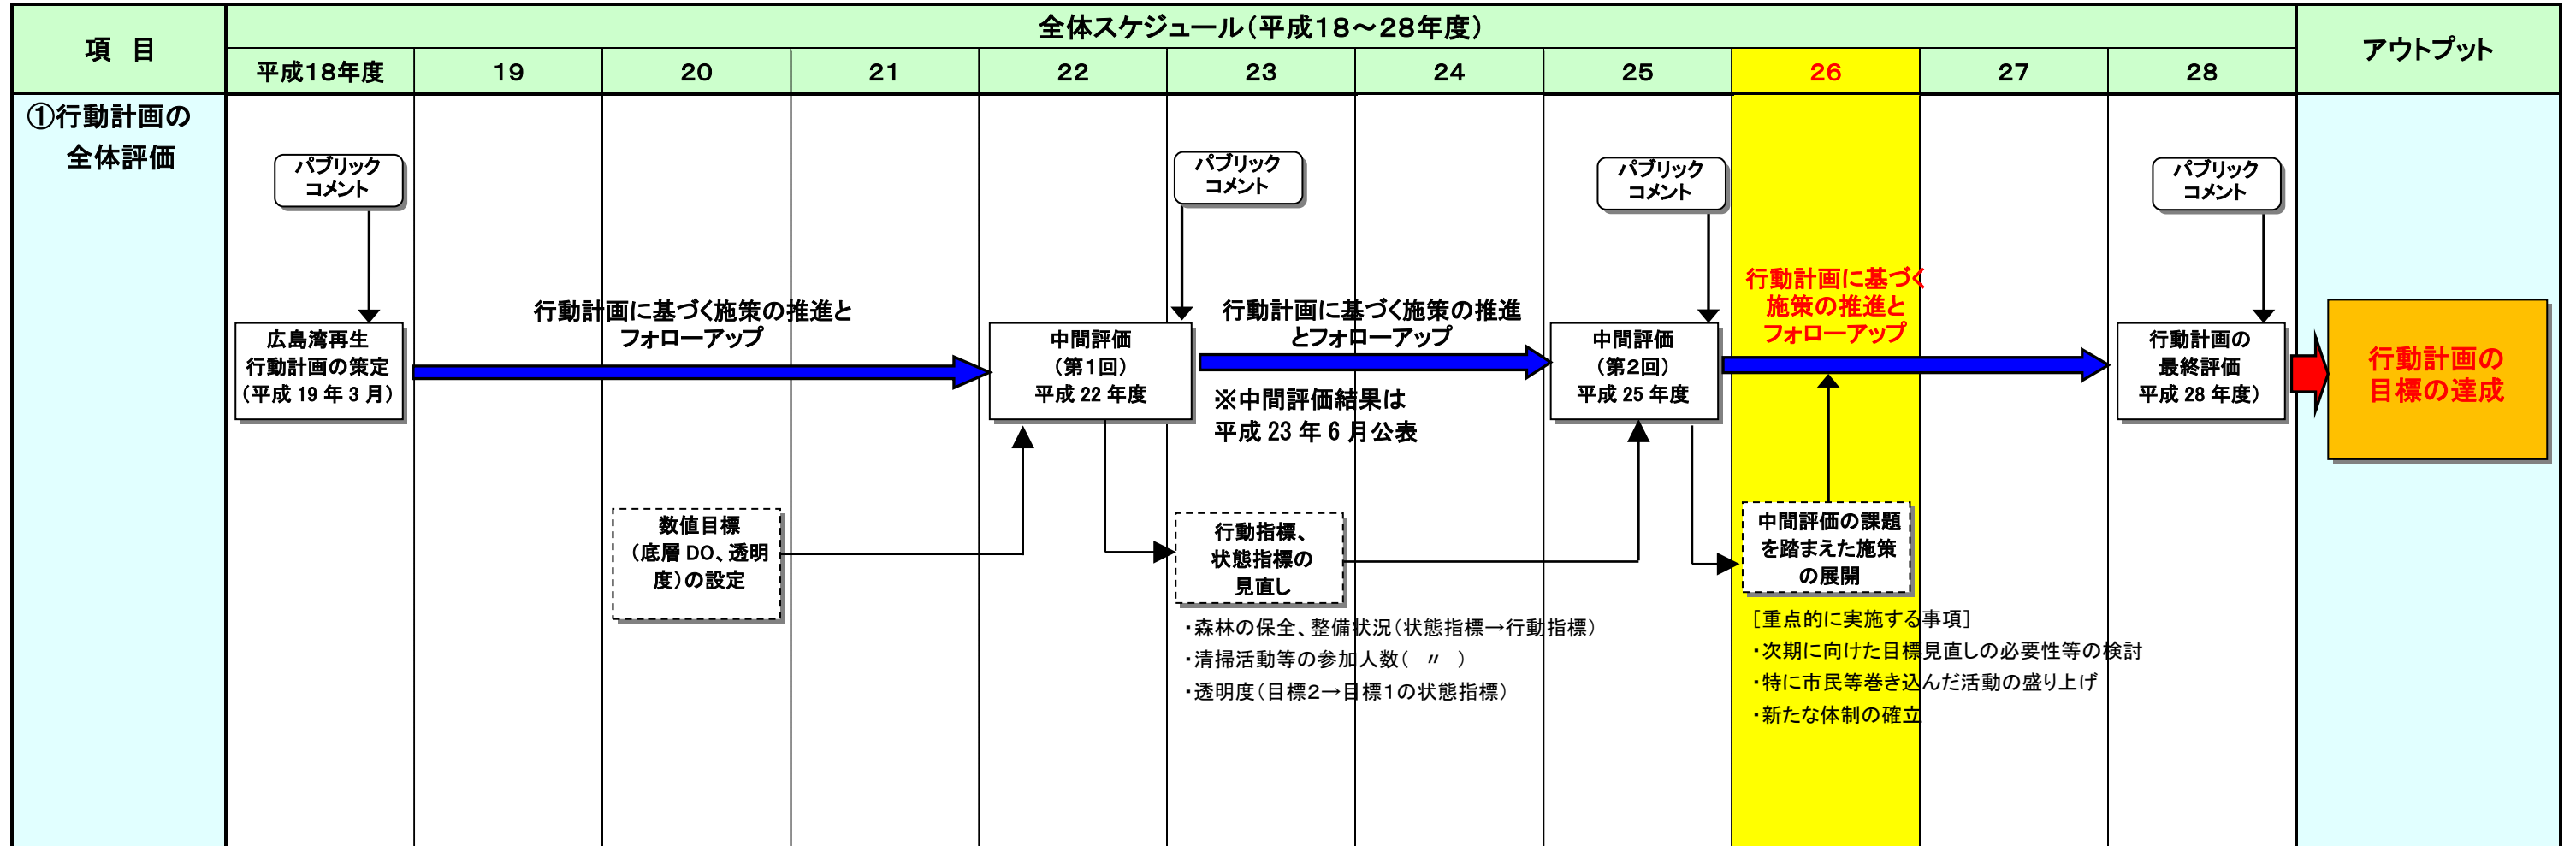 項 目
全体スケジュール(平成18~28年度)
アウトプット
平成18年度
19
20
21
22
23
24
25
26
27
28
①行動計画の
全体評価
パブリック
コメント
パブリック
コメント
パブリック
コメント
パブリック
コメント
広島湾再生
行動計画の策定
(平成 19 年 3 月)
行動計画に基づく施策の推進と
フォローアップ
中間評価
(第1回)
平成 22 年度
行動計画に基づく施策の推進
とフォローアップ
※中間評価結果は
平成 23 年 6 月公表
中間評価
(第2回)
平成 25 年度
行動計画に基づく
施策の推進と
フォローアップ
行動計画の
最終評価
平成 28 年度)
行動計画の
目標の達成
数値目標
(底層 DO、透明
度)の設定
行動指標、
状態指標の
見直し
・森林の保全、整備状況(状態指標→行動指標)
・清掃活動等の参加人数( 〃 )
・透明度(目標2→目標1の状態指標)
中間評価の課題
を踏まえた施策
の展開
[重点的に実施する事項]
・次期に向けた目標見直しの必要性等の検討
・特に市民等巻き込んだ活動の盛り上げ
・新たな体制の確立